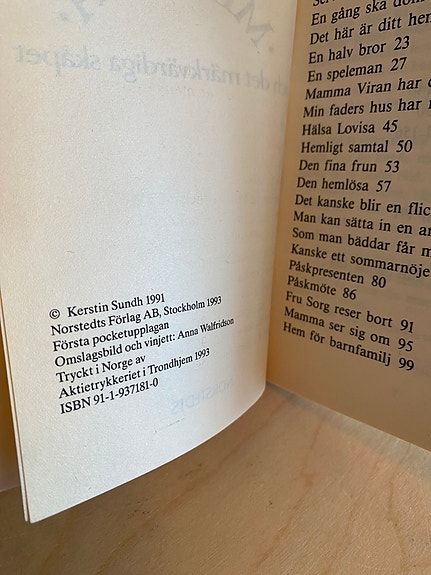 det märkvärdiga skåpet
© Kerstin Sundh 1991
Norstedts Förlag AB, Stockholm 1993
Första pocketupplagan
Omslagsbild och vinjett: Anna Walfridson
Tryckt i Norge av
Aktietrykkeriet i Trondhjem 1993
ISBN 91-1-937181-0
NORSTEDTS
En gång ska
Det här är ditt hem
En halv bror 23
En speleman 27
Mamma Viran har
Min faders hus har
Hälsa Lovisa 45
Hemligt samtal 50
Den fina frun 53
Den hemlösa 57
Det kanske blir en
Man kan sätta in en
Som man bäddar får
Kanske ett sommarnöje
Påskpresenten 80
Påskmöte 86
Fru Sorg reser bort 91
Mamma ser sig om 95
Hem för barnfamilj 99